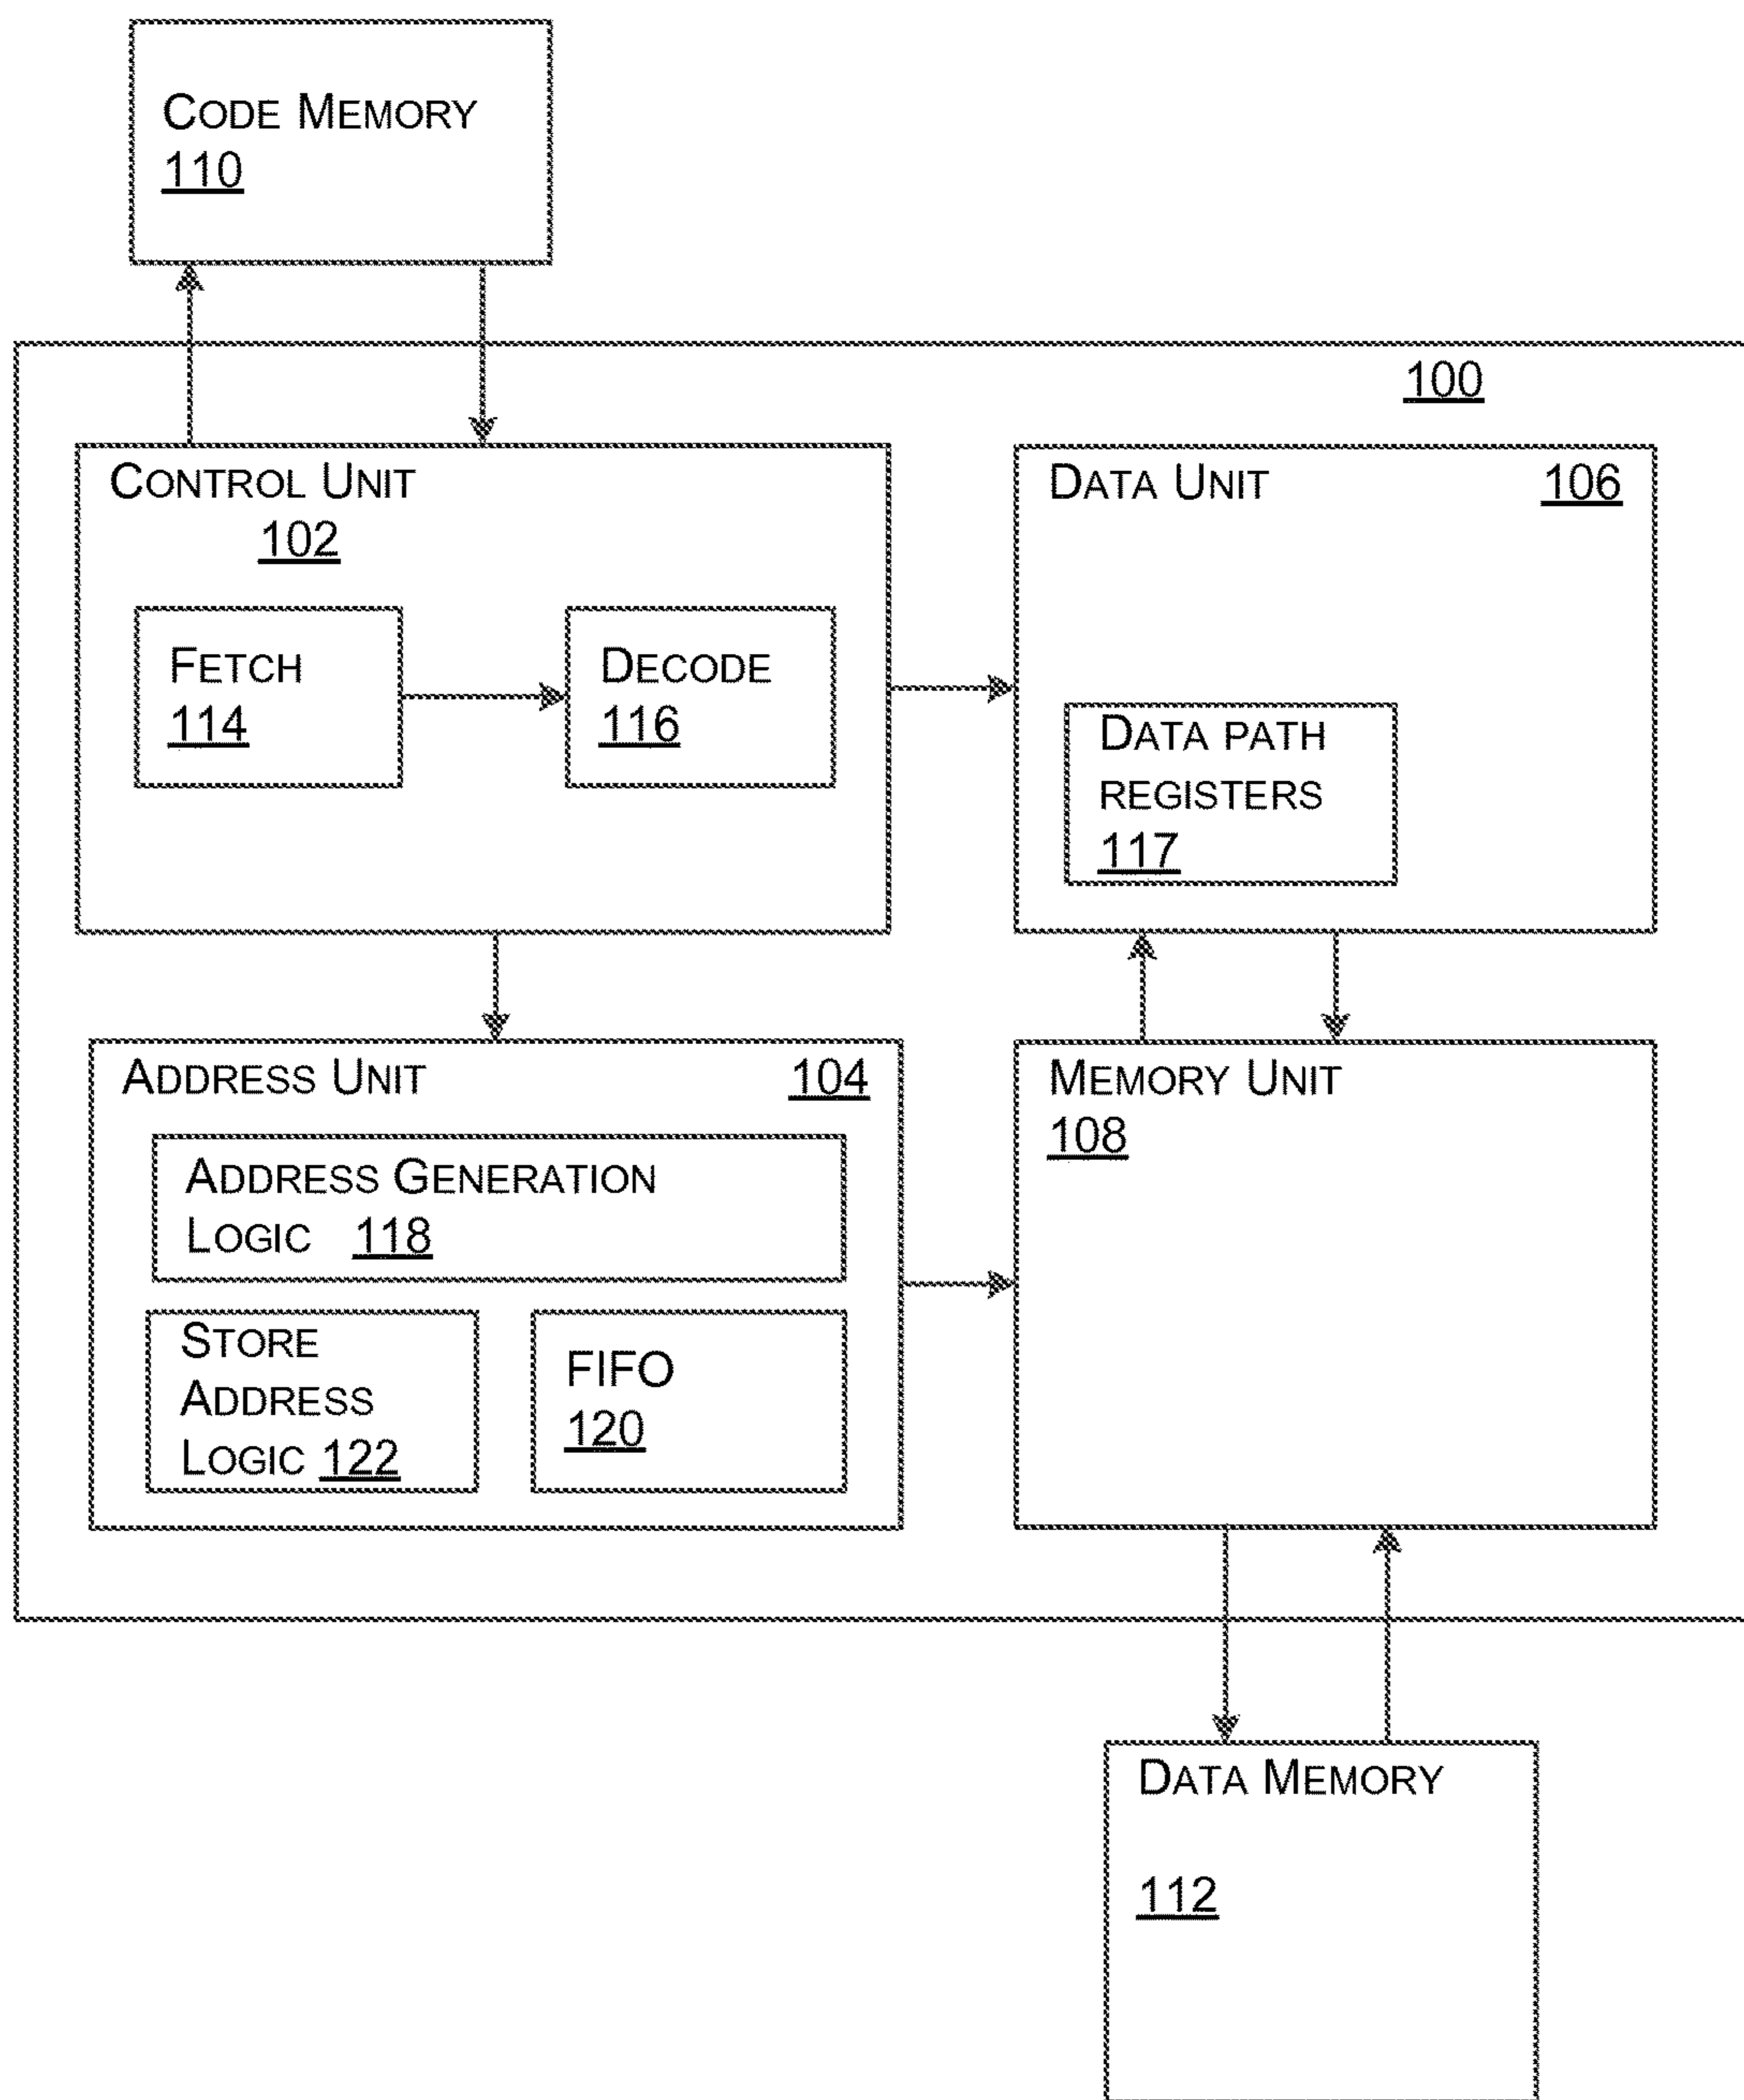 CODE MEMORY
110
100
CONTROL UNIT
102
FETCH
114
DECODE
116
DATA UNIT 106
DATA PATH
REGISTERS
117
ADDRESS UNIT 104
ADDRESS GENERATION
LOGIC 118
STORE
ADDRESS
LOGIC 122
FIFO
120
MEMORY UNIT
108
DATA MEMORY
112